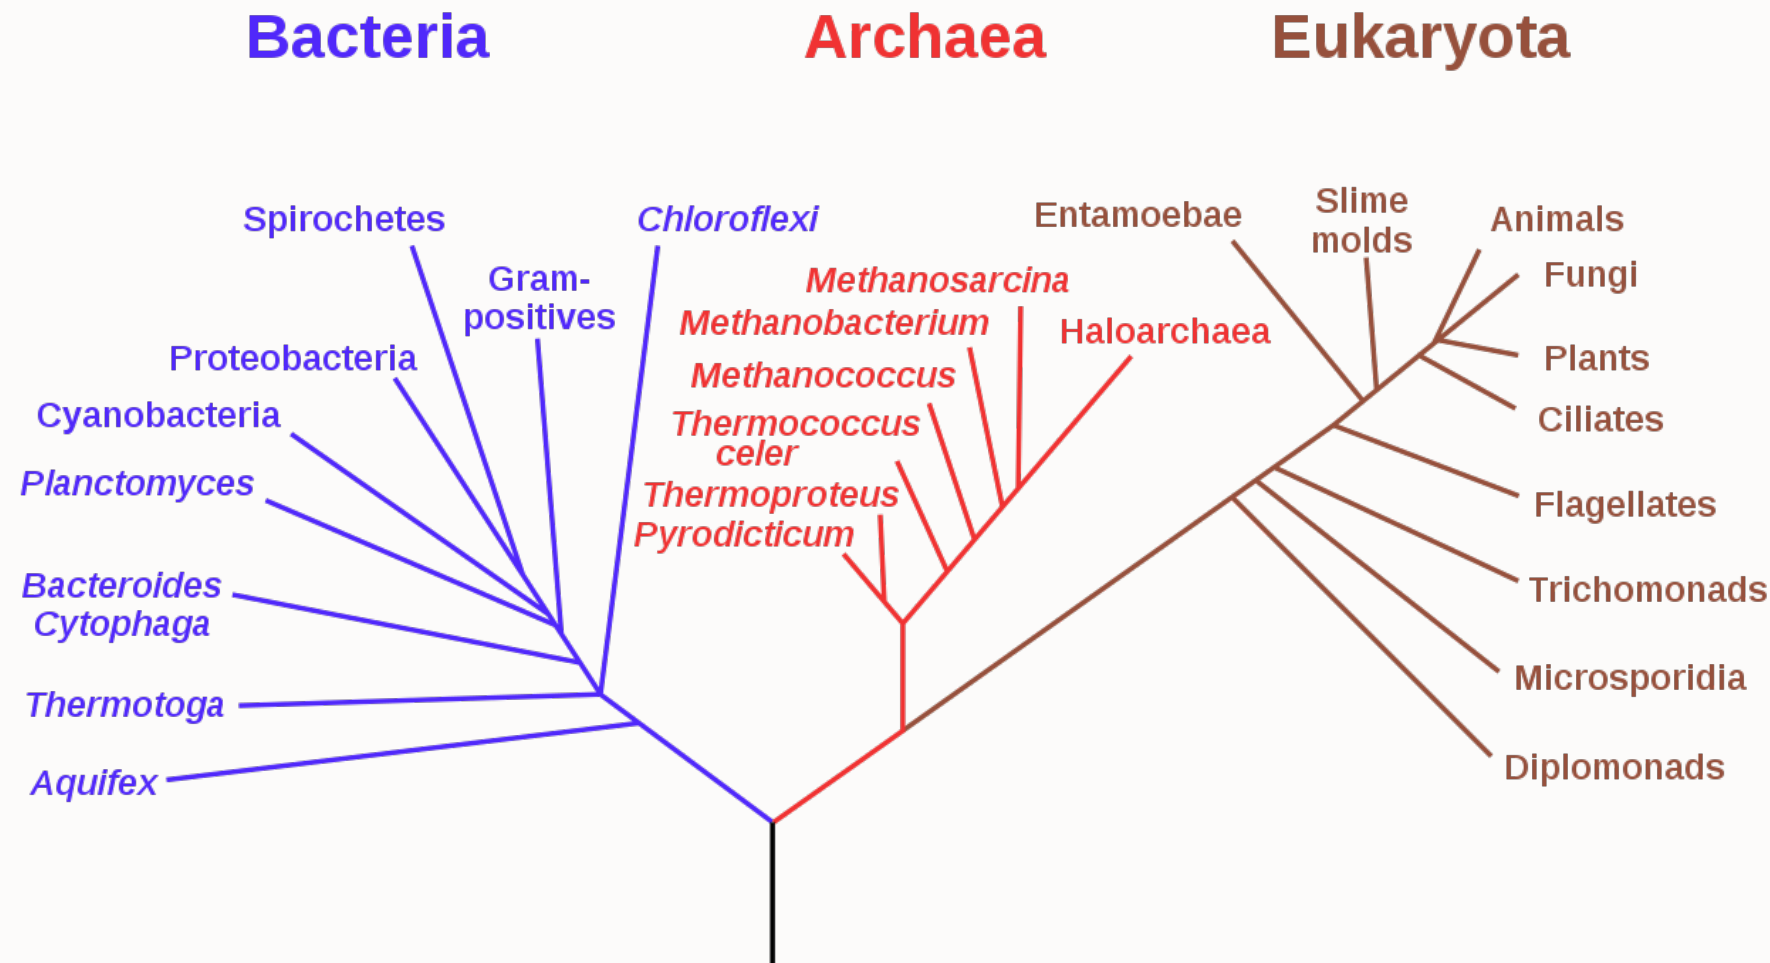 Bacteria
Archaea
Eukaryota
Spirochetes
Gram-
positives
Chloroflexi
Proteobacteria
Cyanobacteria
Planctomyces
Bacteroides
Cytophaga
Thermotoga
Aquifex
Methanosarcina
Methanobacterium
Haloarchaea
Methanococcus
Thermococcus
celer
Thermoproteus
Pyrodicticum
Entamoebae
Slime
molds
Animals
Fungi
Plants
Ciliates
Flagellates
Trichomonads
Microsporidia
Diplomonads